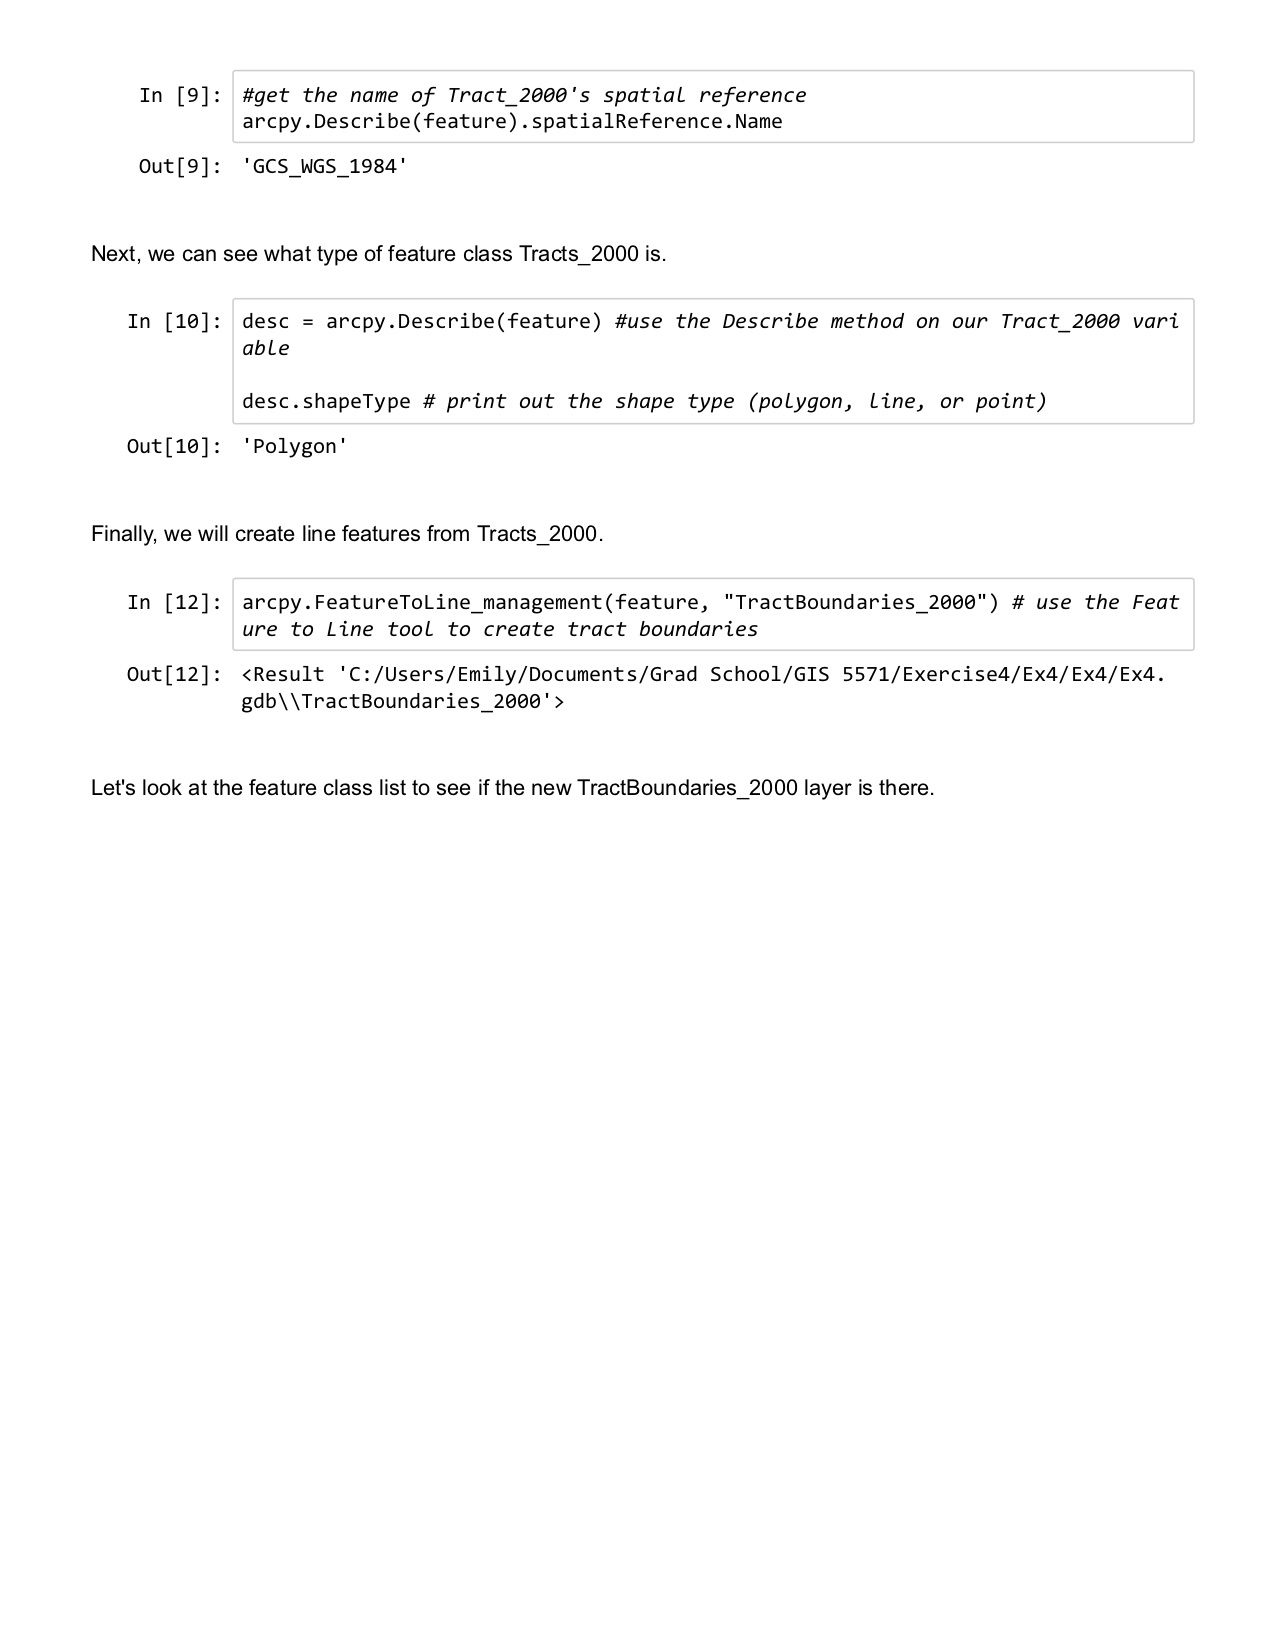 In [9]: #get the name of Tract_2000's spatial reference
arcpy.Describe(feature).spatialReference.Name
Out[9]: 'GCS_WGS_1984'
Next, we can see what type of feature class Tracts_2000 is.
In [10]: desc = arcpy.Describe(feature) #use the Describe method on our Tract_2000 vari
able
desc.shapeType # print out the shape type (polygon, line, or point)
Out[10]: 'Polygon'
Finally, we will create line features from Tracts_2000.
In [12]: arcpy.FeatureToLine_management(feature, "TractBoundaries_2000") # use the Feat
ure to Line tool to create tract boundaries
Out[12]: <Result 'C:/Users/Emily/Documents/Grad School/GIS 5571/Exercise4/Ex4/Ex4/Ex4.
gdb\\TractBoundaries_2000'>
Let's look at the feature class list to see if the new TractBoundaries_2000 layer is there.